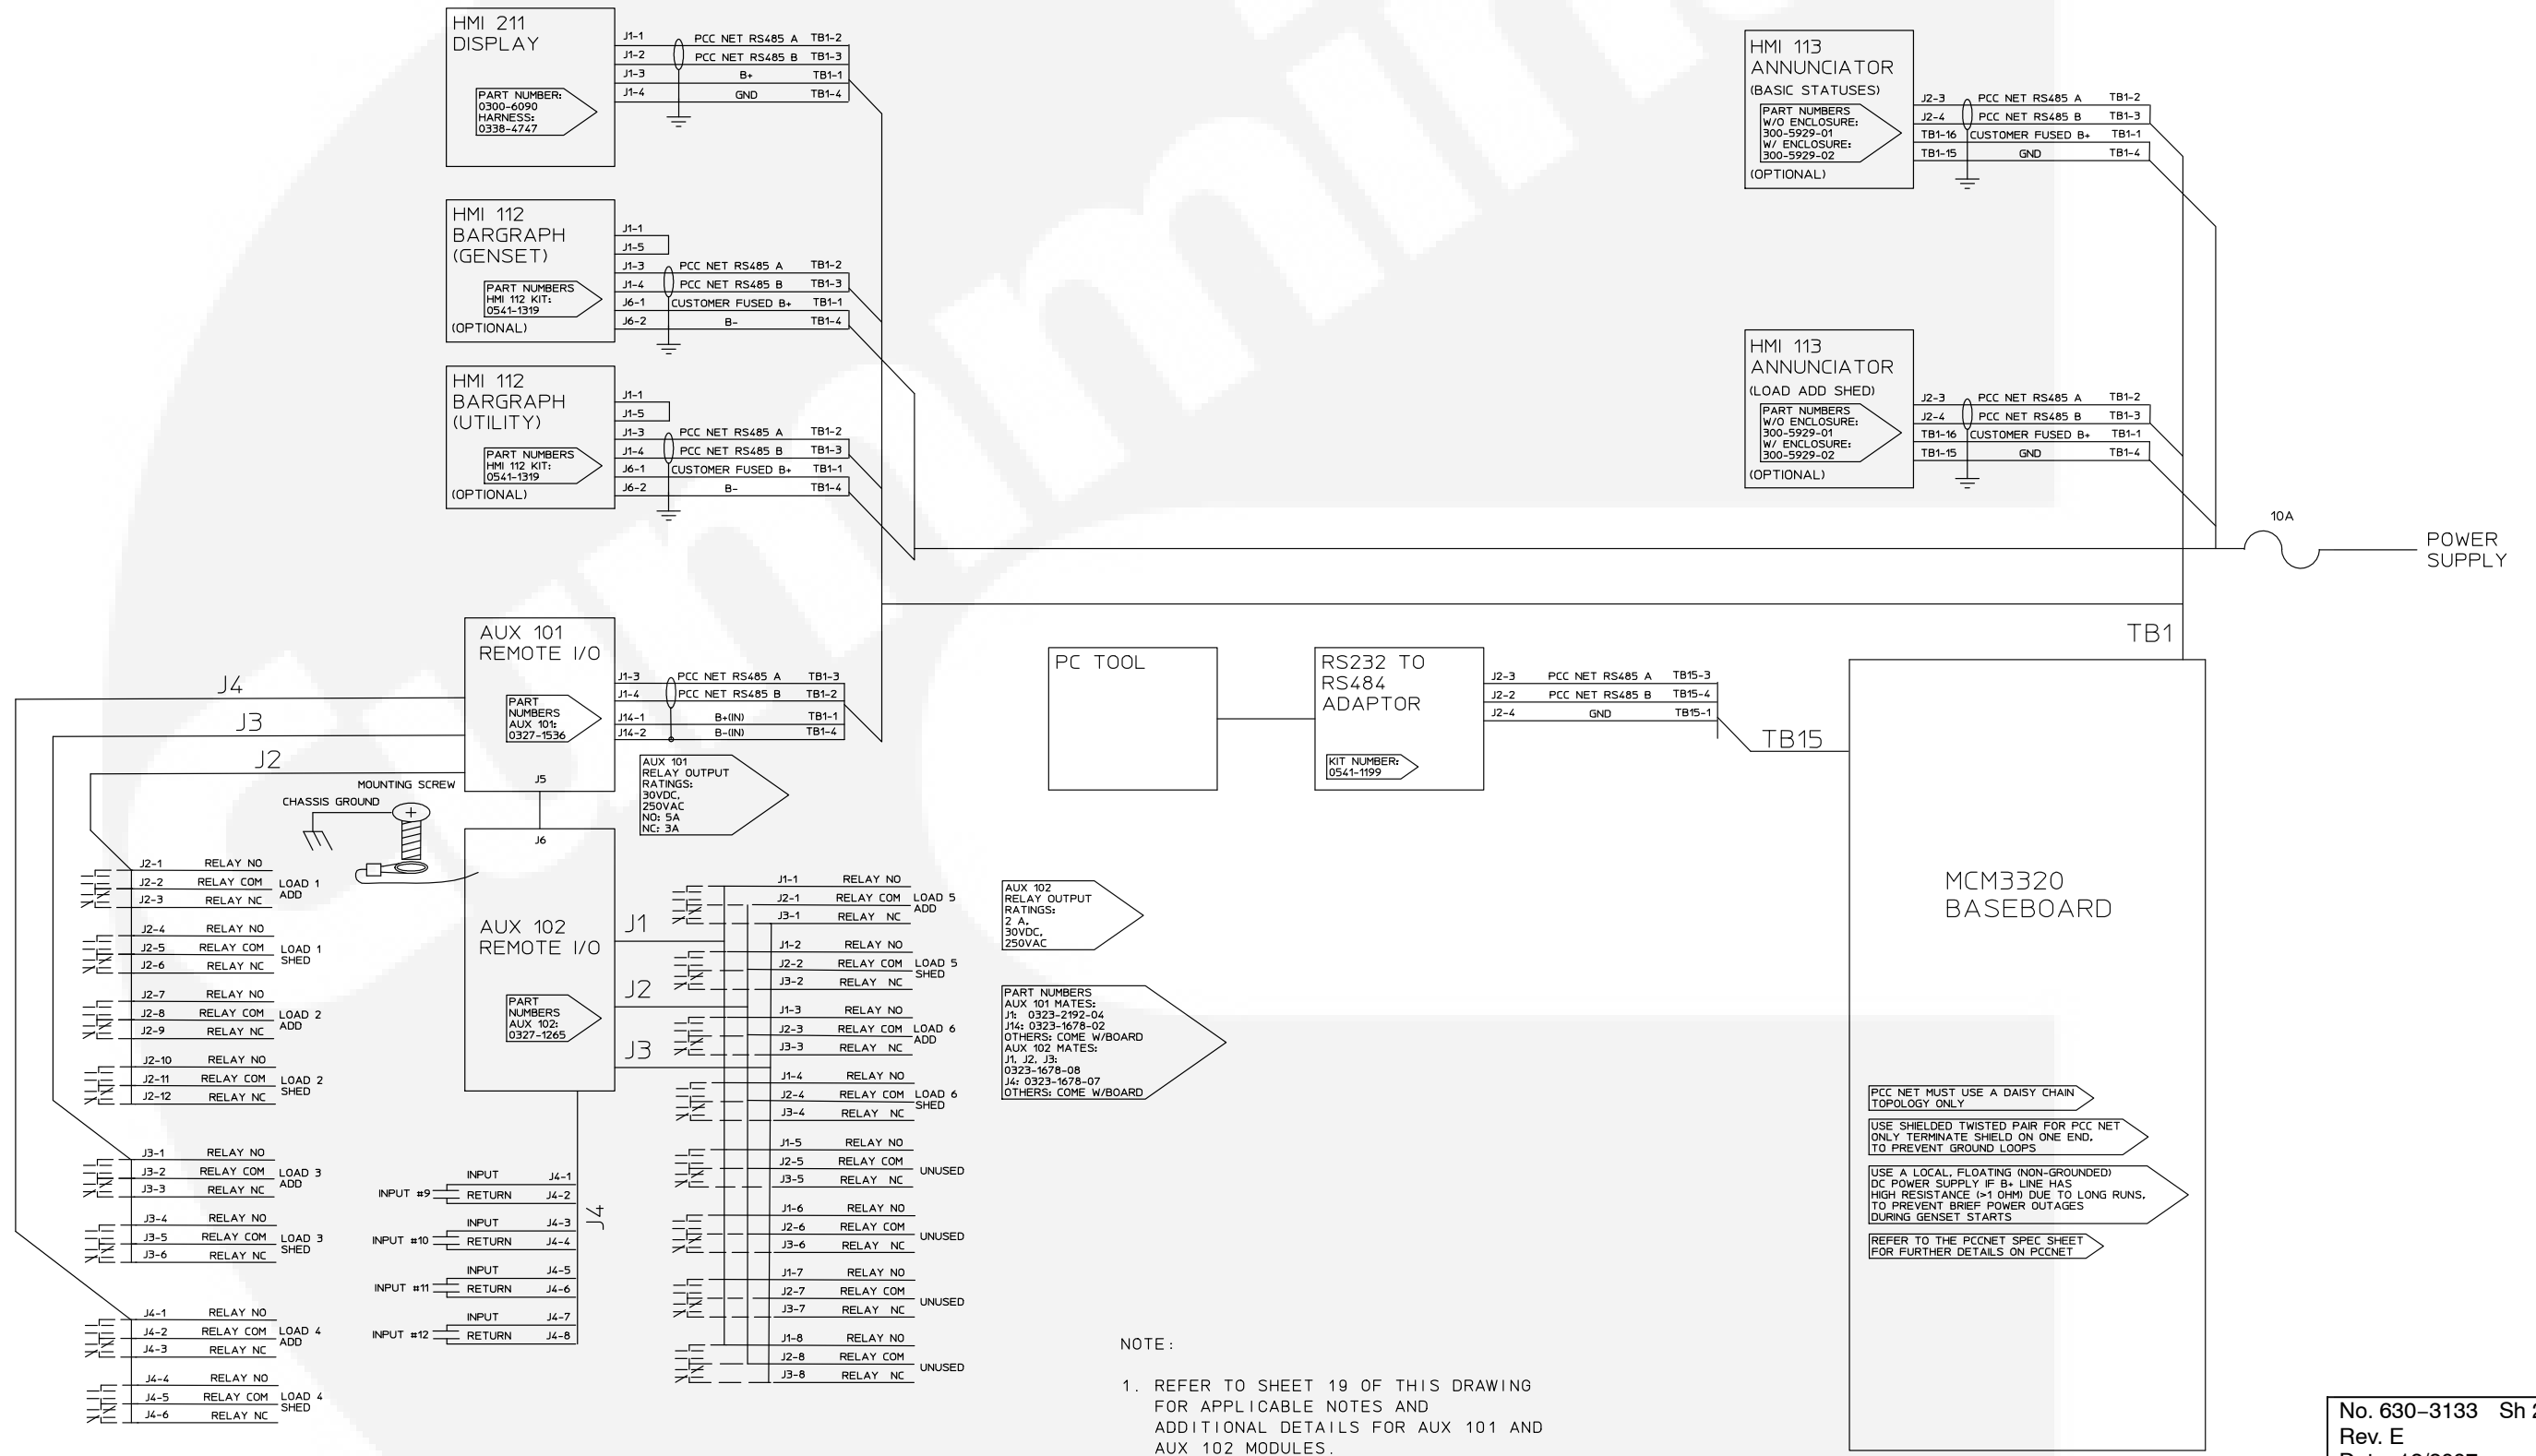 HMI 211
DISPLAY
PART NUMBER:
0300-6090
HARNESS:
0338-4747
J1-1 PCC NET RS485 A TB1-2
J1-2 PCC NET RS485 B TB1-3
J1-3 B+ TB1-1
J1-4 GND TB1-4
HMI 112
BARGRAPH
(GENSET)
PART NUMBERS
HMI 112 KIT:
0541-1319
(OPTIONAL)
J1-1
J1-5
J1-3 PCC NET RS485 A TB1-2
J1-4 PCC NET RS485 B TB1-3
J6-1 CUSTOMER FUSED B+ TB1-1
J6-2 B- TB1-4
HMI 112
BARGRAPH
(UTILITY)
PART NUMBERS
HMI 112 KIT:
0541-1319
(OPTIONAL)
J1-1
J1-5
J1-3 PCC NET RS485 A TB1-2
J1-4 PCC NET RS485 B TB1-3
J6-1 CUSTOMER FUSED B+ TB1-1
J6-2 B- TB1-4
HMI 113
ANNUNCIATOR
(BASIC STATUSES)
PART NUMBERS
W/O ENCLOSURE:
300-5929-01
W/ ENCLOSURE:
300-5929-02
(OPTIONAL)
J2-3 PCC NET RS485 A TB1-2
J2-4 PCC NET RS485 B TB1-3
TB1-16 CUSTOMER FUSED B+ TB1-1
TB1-15 GND TB1-4
HMI 113
ANNUNCIATOR
(LOAD ADD SHED)
PART NUMBERS
W/O ENCLOSURE:
300-5929-01
W/ ENCLOSURE:
300-5929-02
(OPTIONAL)
J2-3 PCC NET RS485 A TB1-2
J2-4 PCC NET RS485 B TB1-3
TB1-16 CUSTOMER FUSED B+ TB1-1
TB1-15 GND TB1-4
10A
POWER
SUPPLY
AUX 101
REMOTE I/O
PART
NUMBERS
AUX 101:
0327-1536
J5
J1-3 PCC NET RS485 A TB1-3
J1-4 PCC NET RS485 B TB1-2
J14-1 B+(IN) TB1-1
J14-2 B-(IN) TB1-4
J4
J3
J2
MOUNTING SCREW
CHASSIS GROUND
AUX 101
RELAY OUTPUT
RATINGS:
30VDC,
250VAC
NO: 5A
NC: 3A
PC TOOL
RS232 TO
RS484
ADAPTOR
KIT NUMBER:
0541-1199
J2-3 PCC NET RS485 A TB15-3
J2-2 PCC NET RS485 B TB15-4
J2-4 GND TB15-1
TB15
TB1
MCM3320
BASEBOARD
PCC NET MUST USE A DAISY CHAIN
TOPOLOGY ONLY
USE SHIELDED TWISTED PAIR FOR PCC NET
ONLY TERMINATE SHIELD ON ONE END,
TO PREVENT GROUND LOOPS
USE A LOCAL, FLOATING (NON-GROUNDED)
DC POWER SUPPLY IF B+ LINE HAS
HIGH RESISTANCE (>1 OHM) DUE TO LONG RUNS,
TO PREVENT BRIEF POWER OUTAGES
DURING GENSET STARTS
REFER TO THE PCCNET SPEC SHEET
FOR FURTHER DETAILS ON PCCNET
J6
AUX 102
REMOTE I/O
PART
NUMBERS
AUX 102:
0327-1265
J1
J2
J3
J4
J2-1 RELAY NO
J2-2 RELAY COM
J2-3 RELAY NC
LOAD 1
ADD
J2-4 RELAY NO
J2-5 RELAY COM
J2-6 RELAY NC
LOAD 1
SHED
J2-7 RELAY NO
J2-8 RELAY COM
J2-9 RELAY NC
LOAD 2
ADD
J2-10 RELAY NO
J2-11 RELAY COM
J2-12 RELAY NC
LOAD 2
SHED
J3-1 RELAY NO
J3-2 RELAY COM
J3-3 RELAY NC
LOAD 3
ADD
J3-4 RELAY NO
J3-5 RELAY COM
J3-6 RELAY NC
LOAD 3
SHED
J4-1 RELAY NO
J4-2 RELAY COM
J4-3 RELAY NC
LOAD 4
ADD
J4-4 RELAY NO
J4-5 RELAY COM
J4-6 RELAY NC
LOAD 4
SHED
INPUT #9
INPUT J4-1
RETURN J4-2
INPUT #10
INPUT J4-3
RETURN J4-4
INPUT #11
INPUT J4-5
RETURN J4-6
INPUT #12
INPUT J4-7
RETURN J4-8
J1-1 RELAY NO
J2-1 RELAY COM
J3-1 RELAY NC
LOAD 5
ADD
J1-2 RELAY NO
J2-2 RELAY COM
J3-2 RELAY NC
LOAD 5
SHED
J1-3 RELAY NO
J2-3 RELAY COM
J3-3 RELAY NC
LOAD 6
ADD
J1-4 RELAY NO
J2-4 RELAY COM
J3-4 RELAY NC
LOAD 6
SHED
J1-5 RELAY NO
J2-5 RELAY COM
J3-5 RELAY NC
UNUSED
J1-6 RELAY NO
J2-6 RELAY COM
J3-6 RELAY NC
UNUSED
J1-7 RELAY NO
J2-7 RELAY COM
J3-7 RELAY NC
UNUSED
J1-8 RELAY NO
J2-8 RELAY COM
J3-8 RELAY NC
UNUSED
AUX 102
RELAY OUTPUT
RATINGS:
2 A,
30VDC,
250VAC
PART NUMBERS
AUX 101 MATES:
J1: 0323-2192-04
J14: 0323-1678-02
OTHERS: COME W/BOARD
AUX 102 MATES:
J1, J2, J3:
0323-1678-08
J4: 0323-1678-07
OTHERS: COME W/BOARD
NOTE:
1. REFER TO SHEET 19 OF THIS DRAWING
FOR APPLICABLE NOTES AND
ADDITIONAL DETAILS FOR AUX 101 AND
AUX 102 MODULES.
No. 630-3133 Sh
Rev. E